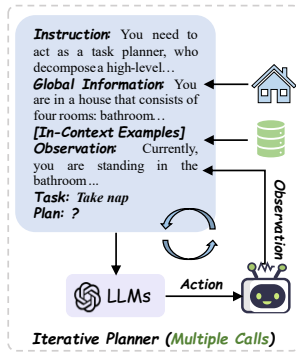 Instruction: You need to
act as a task planner, who
decompose a high-level…
Global Information: You
are in a house that consists of
four rooms: bathroom…
[In-Context Examples]
Observation: Currently,
you are standing in the
bathroom ...
Task: Take nap
Plan: ?
Observation
LLMs
Action
Iterative Planner (Multiple Calls)